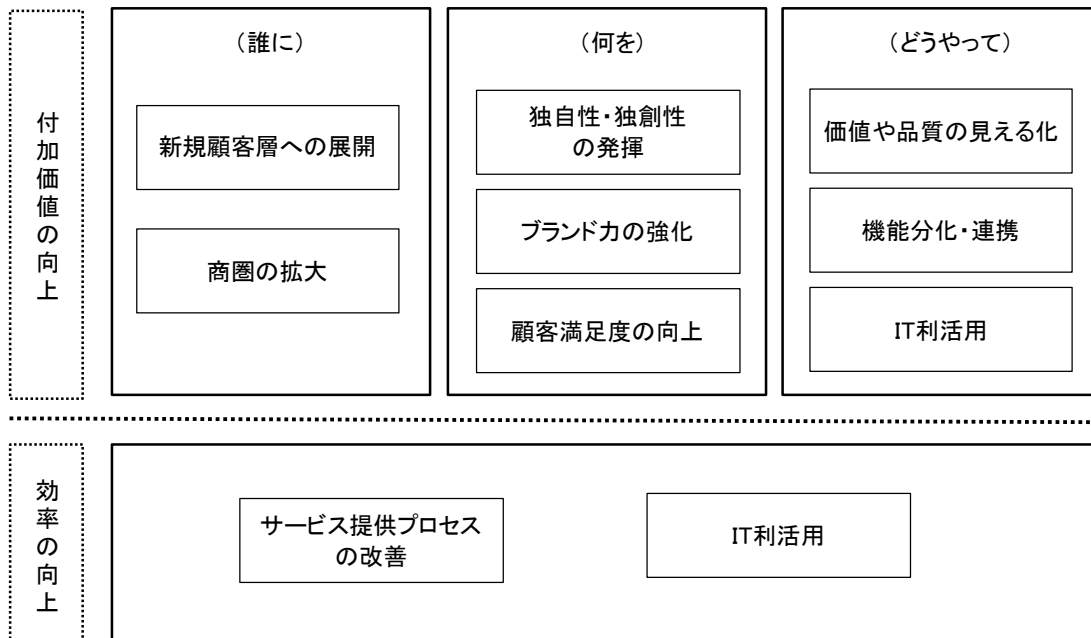 付加価値の向上
（誰に）
新規顧客層への展開
商圏の拡大
（何を）
独自性・独創性
の発揮
ブランド力の強化
顧客満足度の向上
（どうやって）
価値や品質の見える化
機能分化・連携
IT利活用
効率の向上
サービス提供プロセス
の改善
IT利活用